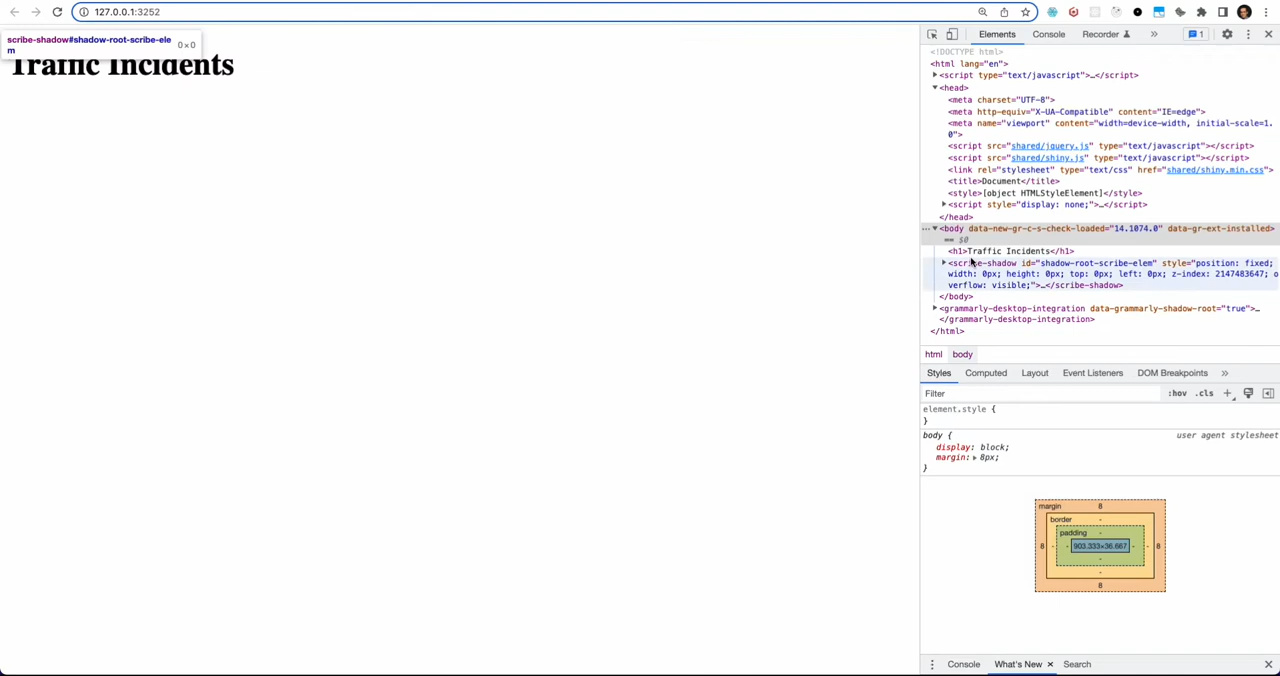 127.0.0.1:3252
scribe-shadow#shadow-root-scribe-ele
m
0×0
Traffic Incidents
Elements Console Recorder » 1
<!DOCTYPE html>
<html lang="en">
<script type="text/javascript">…</script>
<head>
<meta charset="UTF-8">
<meta http-equiv="X-UA-Compatible" content="IE=edge">
<meta name="viewport" content="width=device-width, initial-scale=1.
0">
<script src="shared/jquery.js" type="text/javascript"></script>
<script src="shared/shiny.js" type="text/javascript"></script>
<link rel="stylesheet" type="text/css" href="shared/shiny.min.css">
<title>Document</title>
<style>[object HTMLStyleElement]</style>
<script style="display: none;">…</script>
</head>
<body data-new-gr-c-s-check-loaded="14.1074.0" data-gr-ext-installed>
== $0
<h1>Traffic Incidents</h1>
<scribe-shadow id="shadow-root-scribe-elem" style="position: fixed;
width: 0px; height: 0px; top: 0px; left: 0px; z-index: 2147483647; o
verflow: visible;">…</scribe-shadow>
</body>
<grammarly-desktop-integration data-grammarly-shadow-root="true">…
</grammarly-desktop-integration>
</html>
html body
Styles Computed Layout Event Listeners DOM Breakpoints »
Filter :hov .cls +
element.style {
}
body { user agent stylesheet
display: block;
margin: 8px;
}
margin 8
border -
padding -
8 - - 903.333×36.667 - - 8
-
-
8
Console What's New × Search